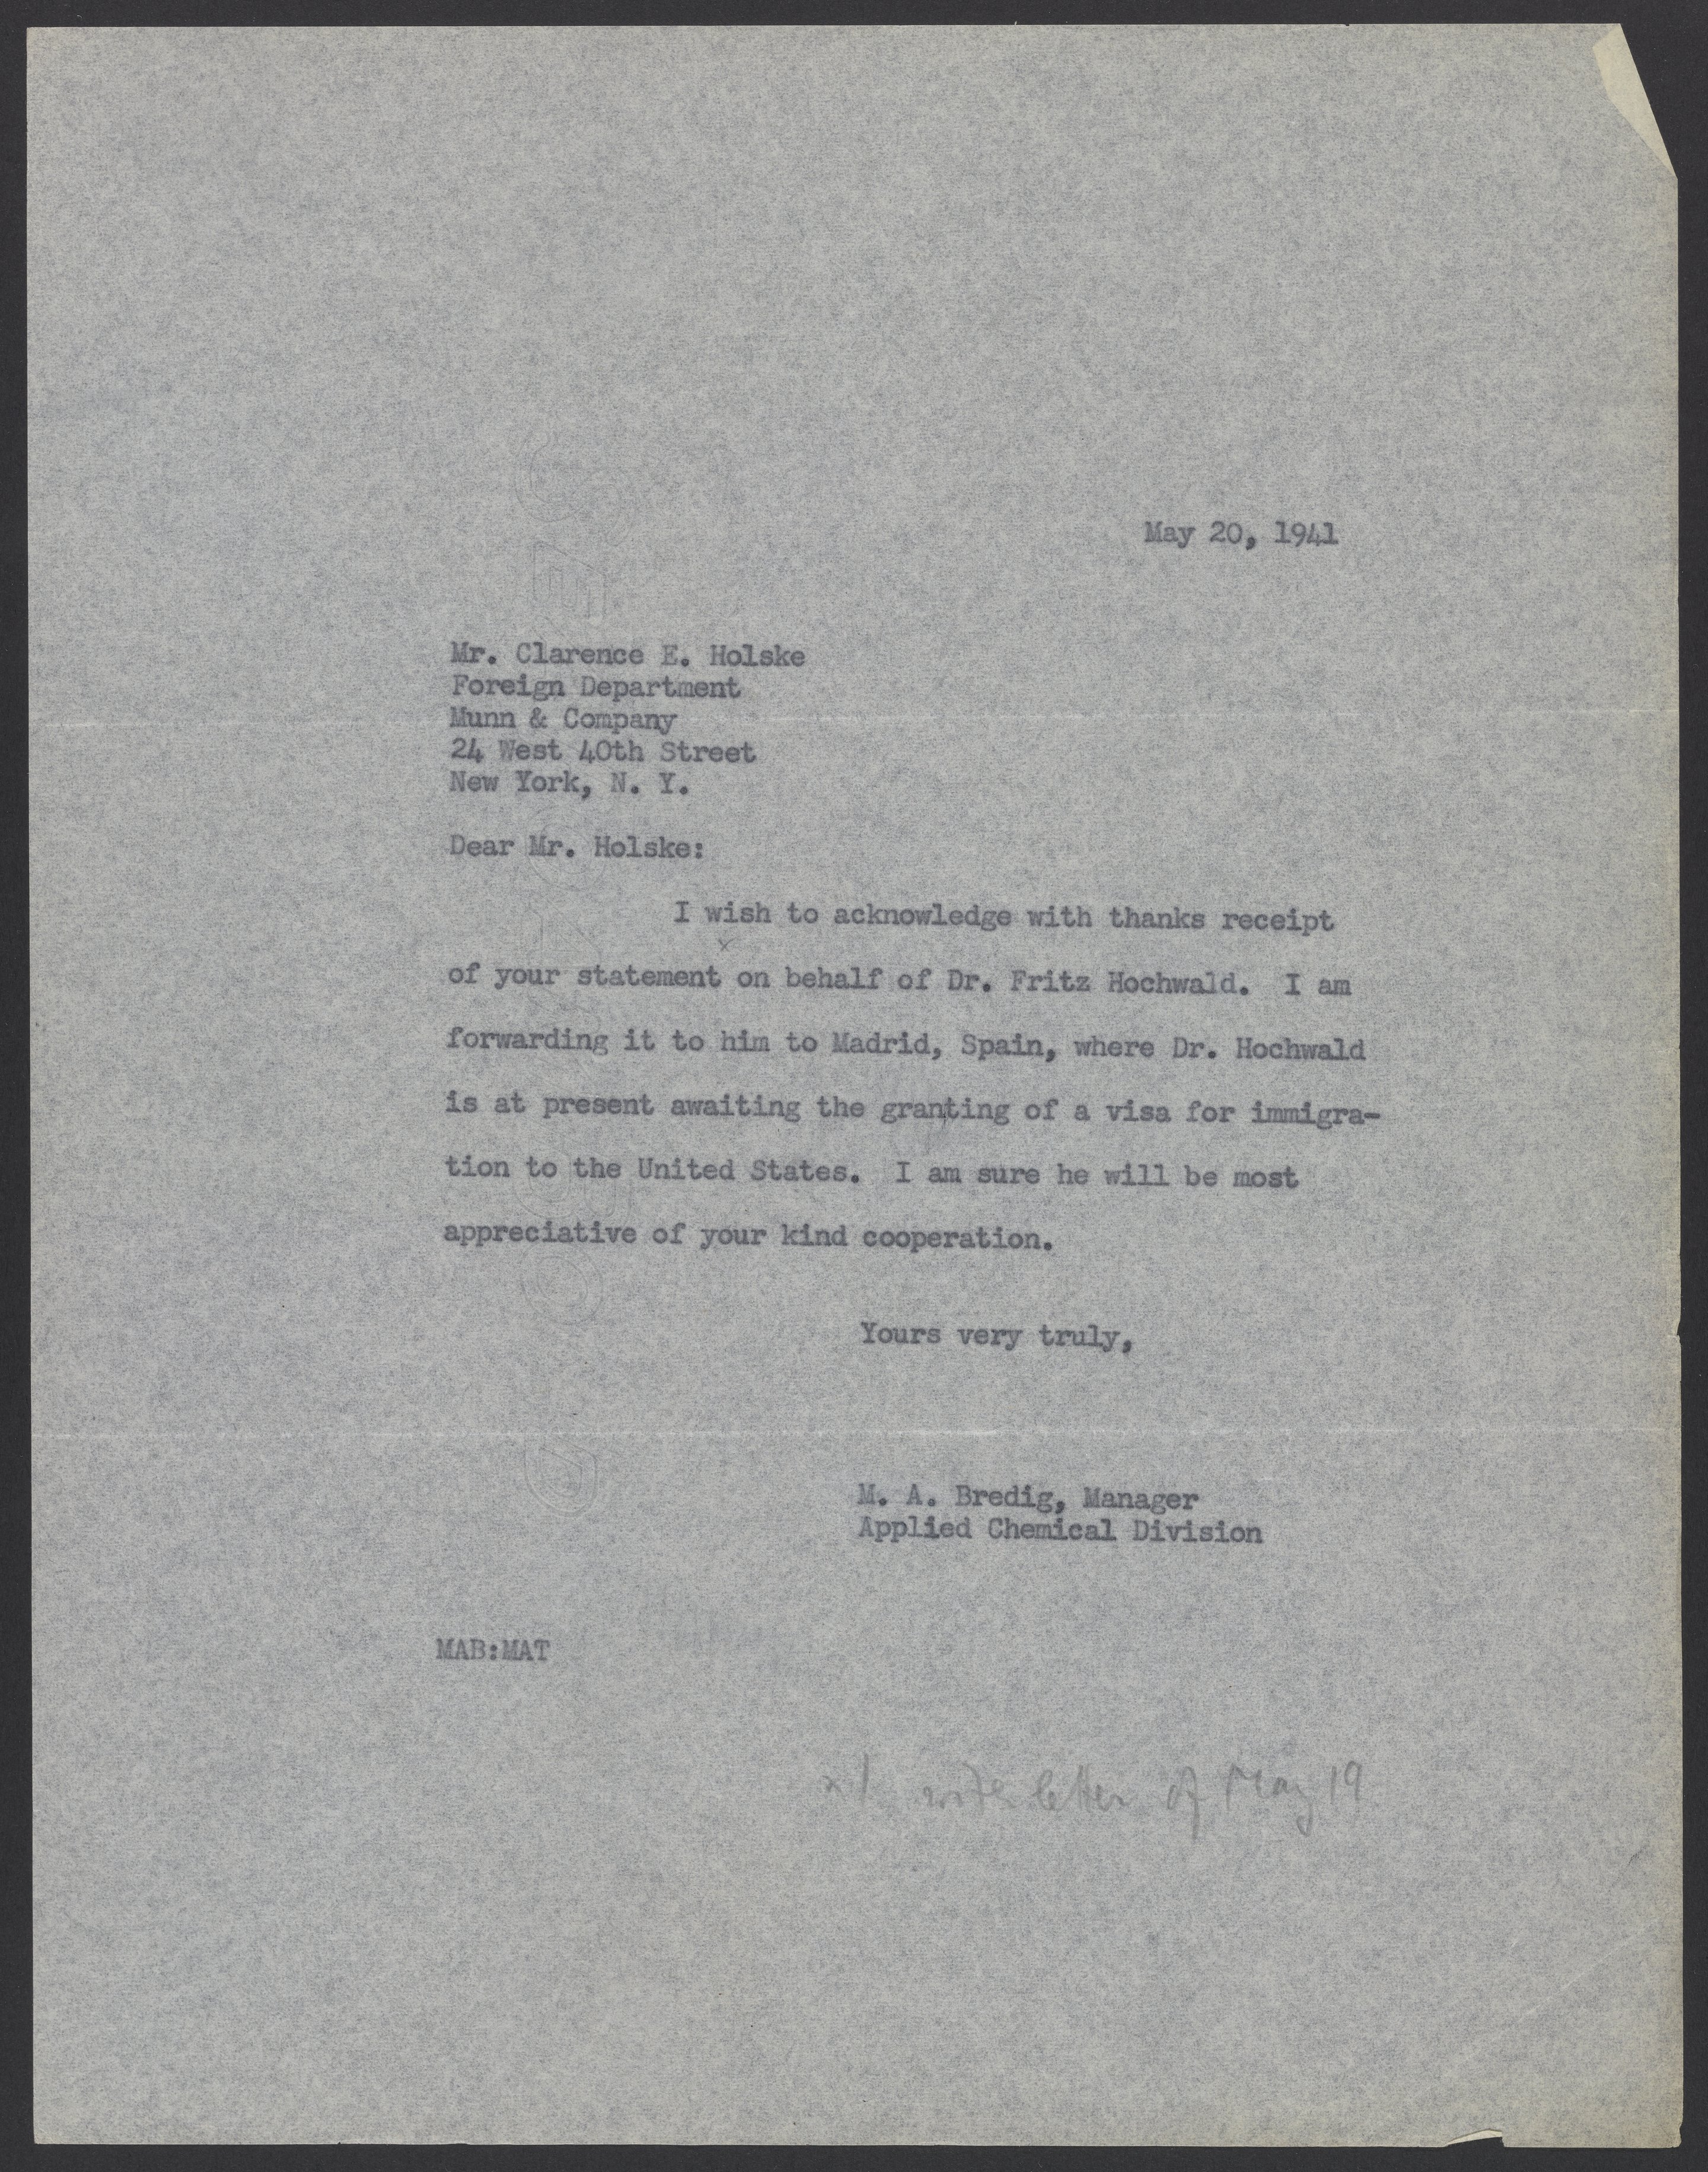 May 20, 1941
Mr. Clarence E. Holske
Foreign Department
Munn & Company
24 West 40th Street
New York, N. Y.
Dear Mr. Holske:
I wish to acknowledge with thanks receipt
x
of your statement on behalf of Dr. Fritz Hochwald. I am
forwarding it to him to Madrid, Spain, where Dr. Hochwald
is at present awaiting the granting of a visa for immigra-
tion to the United States. I am sure he will be most
appreciative of your kind cooperation.
Yours very truly,
M. A. Bredig, Manager
Applied Chemical Division
MAB:MAT
x) with letter of May 19